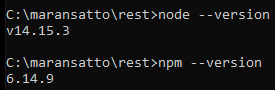 C:\maransatto\rest>node --version
v14.15.3
C:\maransatto\rest>npm --version
6.14.9